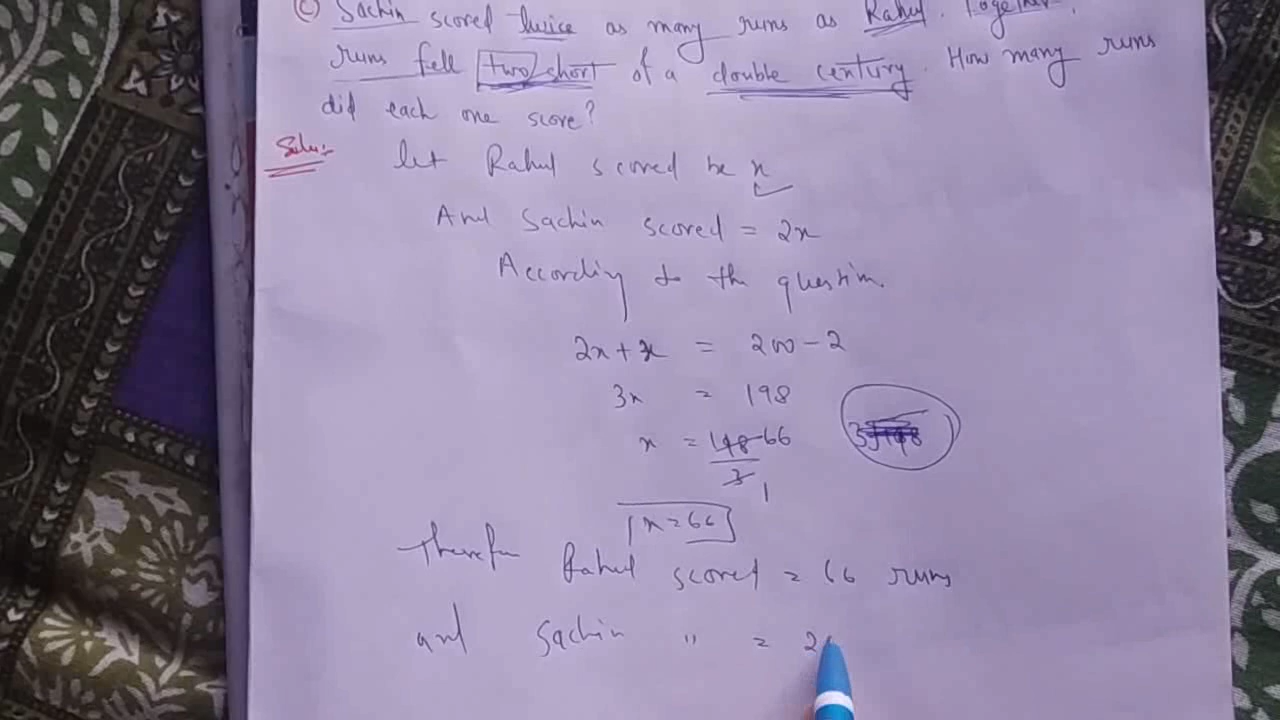 (C) Sachin scored twice as many runs as Rahul. Together,
runs fell two short of a double century. How many runs
did each one score?
Solu:-
let Rahul scored be x
And Sachin scored = 2x
According to the question.
2x+x = 200-2
3x = 198
x = 198 66
3 1
x=66
Therefore Rahul scored = 66 runs
and Sachin " = 2